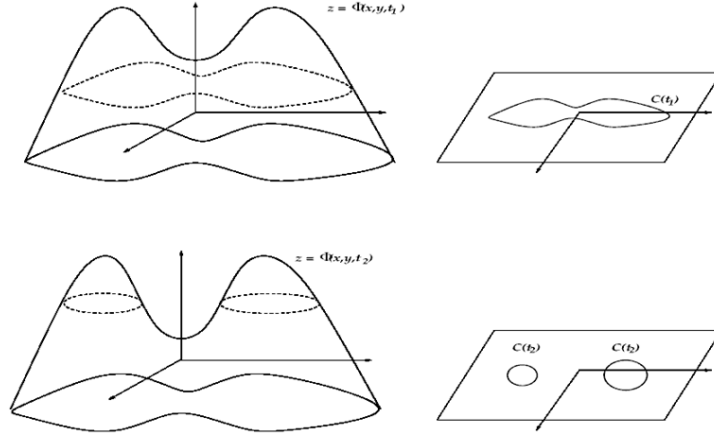 z = Φ(x,y,t₁)
C(t₁)
z = Φ(x,y,t₂)
C(t₂) C(t₂)